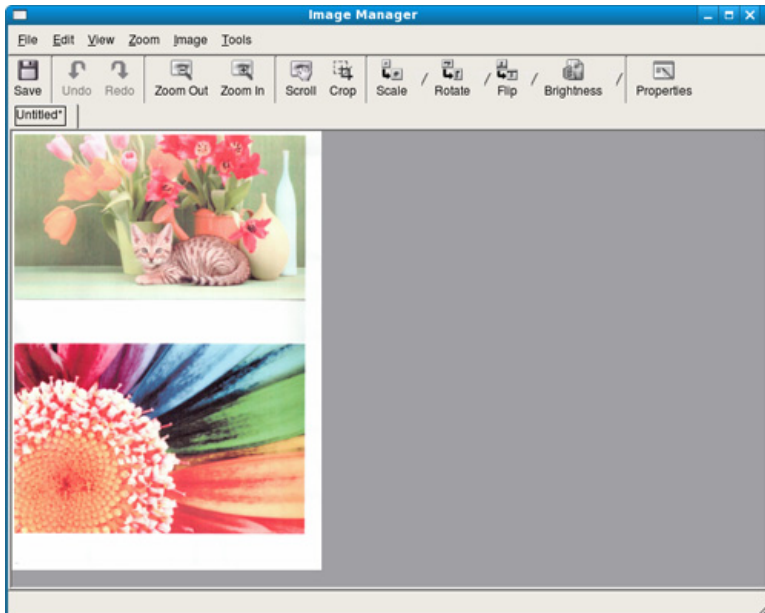 Image Manager
File Edit View Zoom Image Tools
Save Undo Redo Zoom Out Zoom In Scroll Crop Scale / Rotate / Flip / Brightness / Properties
Untitled*